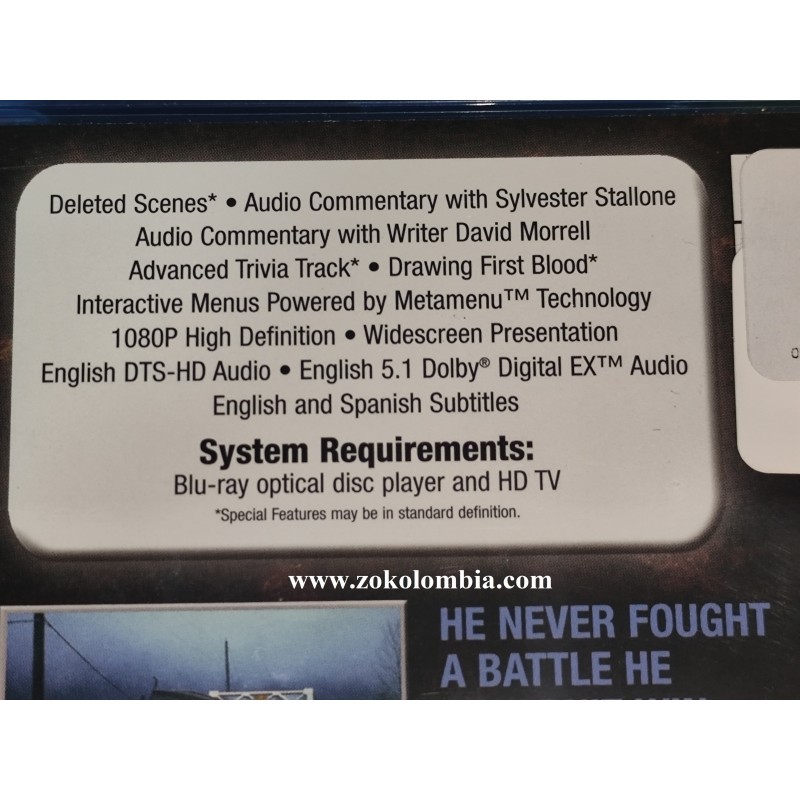 Deleted Scenes* • Audio Commentary with Sylvester Stallone
Audio Commentary with Writer David Morrell
Advanced Trivia Track* • Drawing First Blood*
Interactive Menus Powered by Metamenu™ Technology
1080P High Definition • Widescreen Presentation
English DTS-HD Audio • English 5.1 Dolby® Digital EX™ Audio
English and Spanish Subtitles
System Requirements:
Blu-ray optical disc player and HD TV
*Special Features may be in standard definition.
www.zokolombia.com
HE NEVER FOUGHT
A BATTLE HE